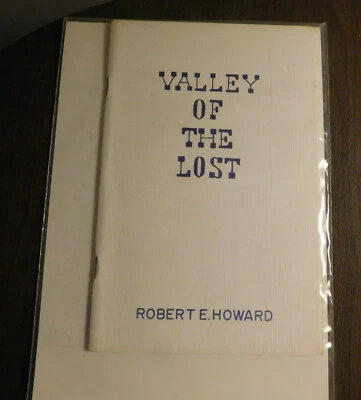 VALLEY
OF
THE
LOST
ROBERT E. HOWARD